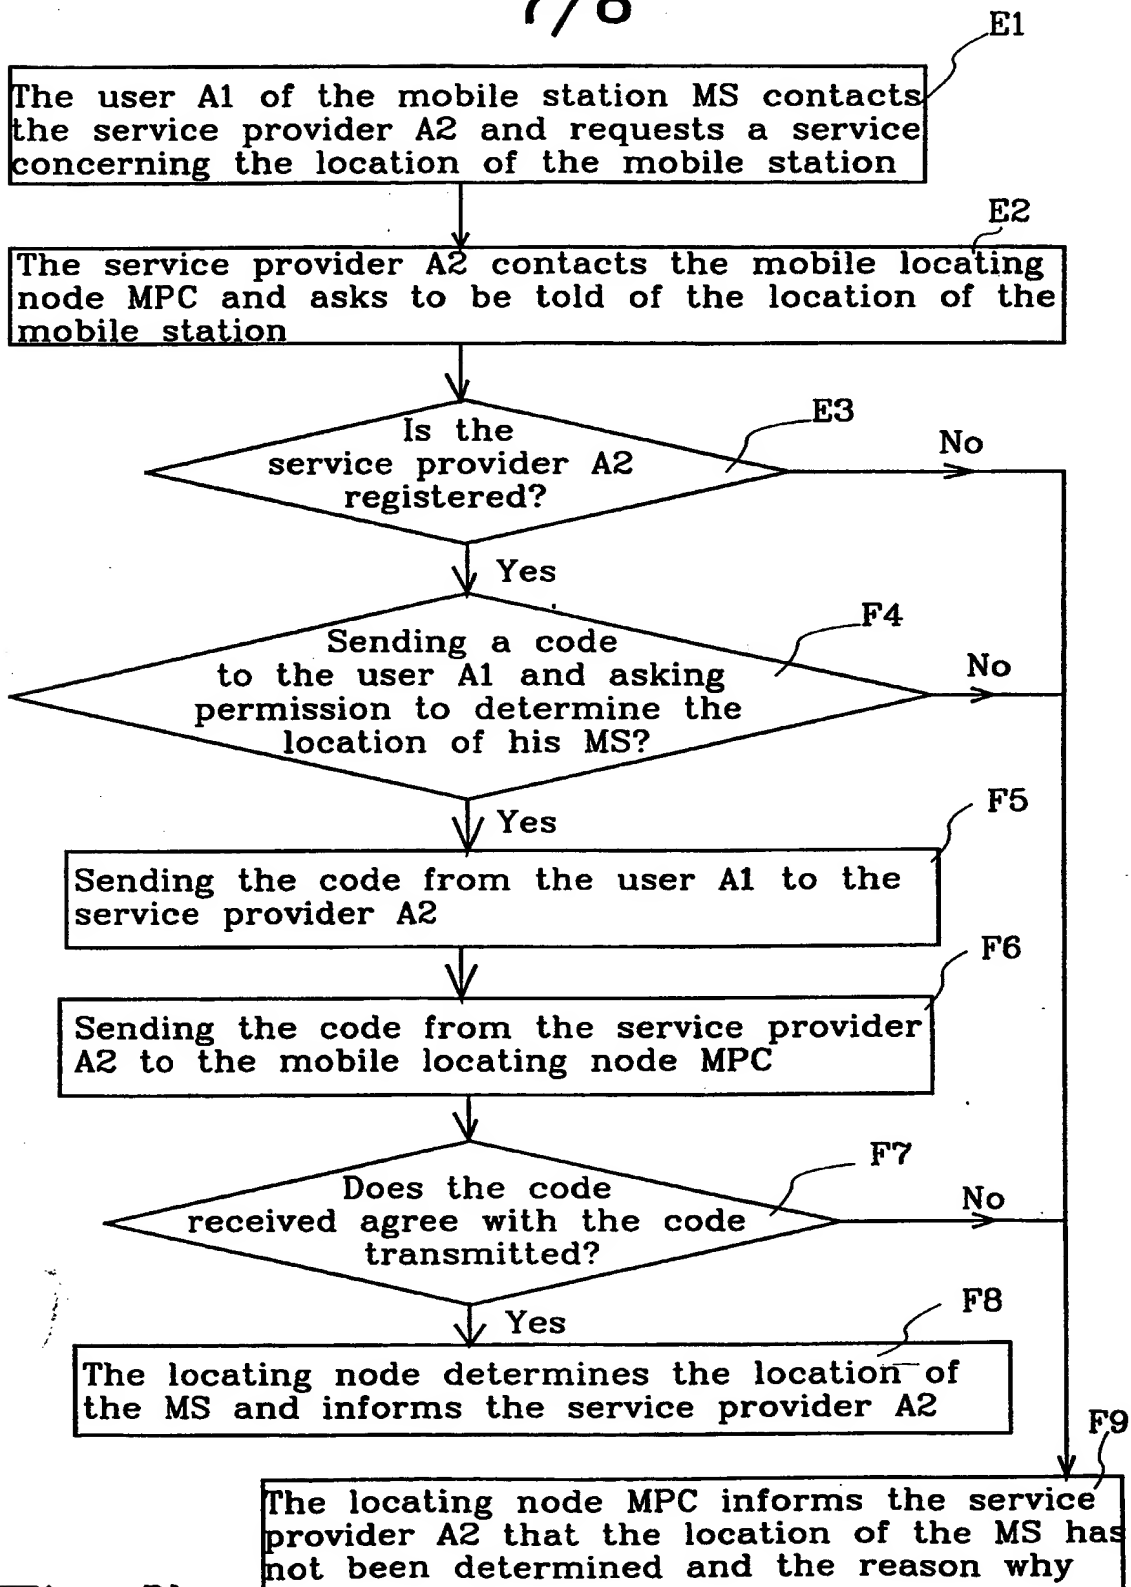 7/8
E1
The user A1 of the mobile station MS contacts
the service provider A2 and requests a service
concerning the location of the mobile station
E2
The service provider A2 contacts the mobile locating
node MPC and asks to be told of the location of the
mobile station
E3
Is the
service provider A2
registered?
No
Yes
F4
Sending a code
to the user A1 and asking
permission to determine the
location of his MS?
No
Yes
F5
Sending the code from the user A1 to the
service provider A2
F6
Sending the code from the service provider
A2 to the mobile locating node MPC
F7
Does the code
received agree with the code
transmitted?
No
Yes
F8
The locating node determines the location of
the MS and informs the service provider A2
F9
The locating node MPC informs the service
provider A2 that the location of the MS has
not been determined and the reason why